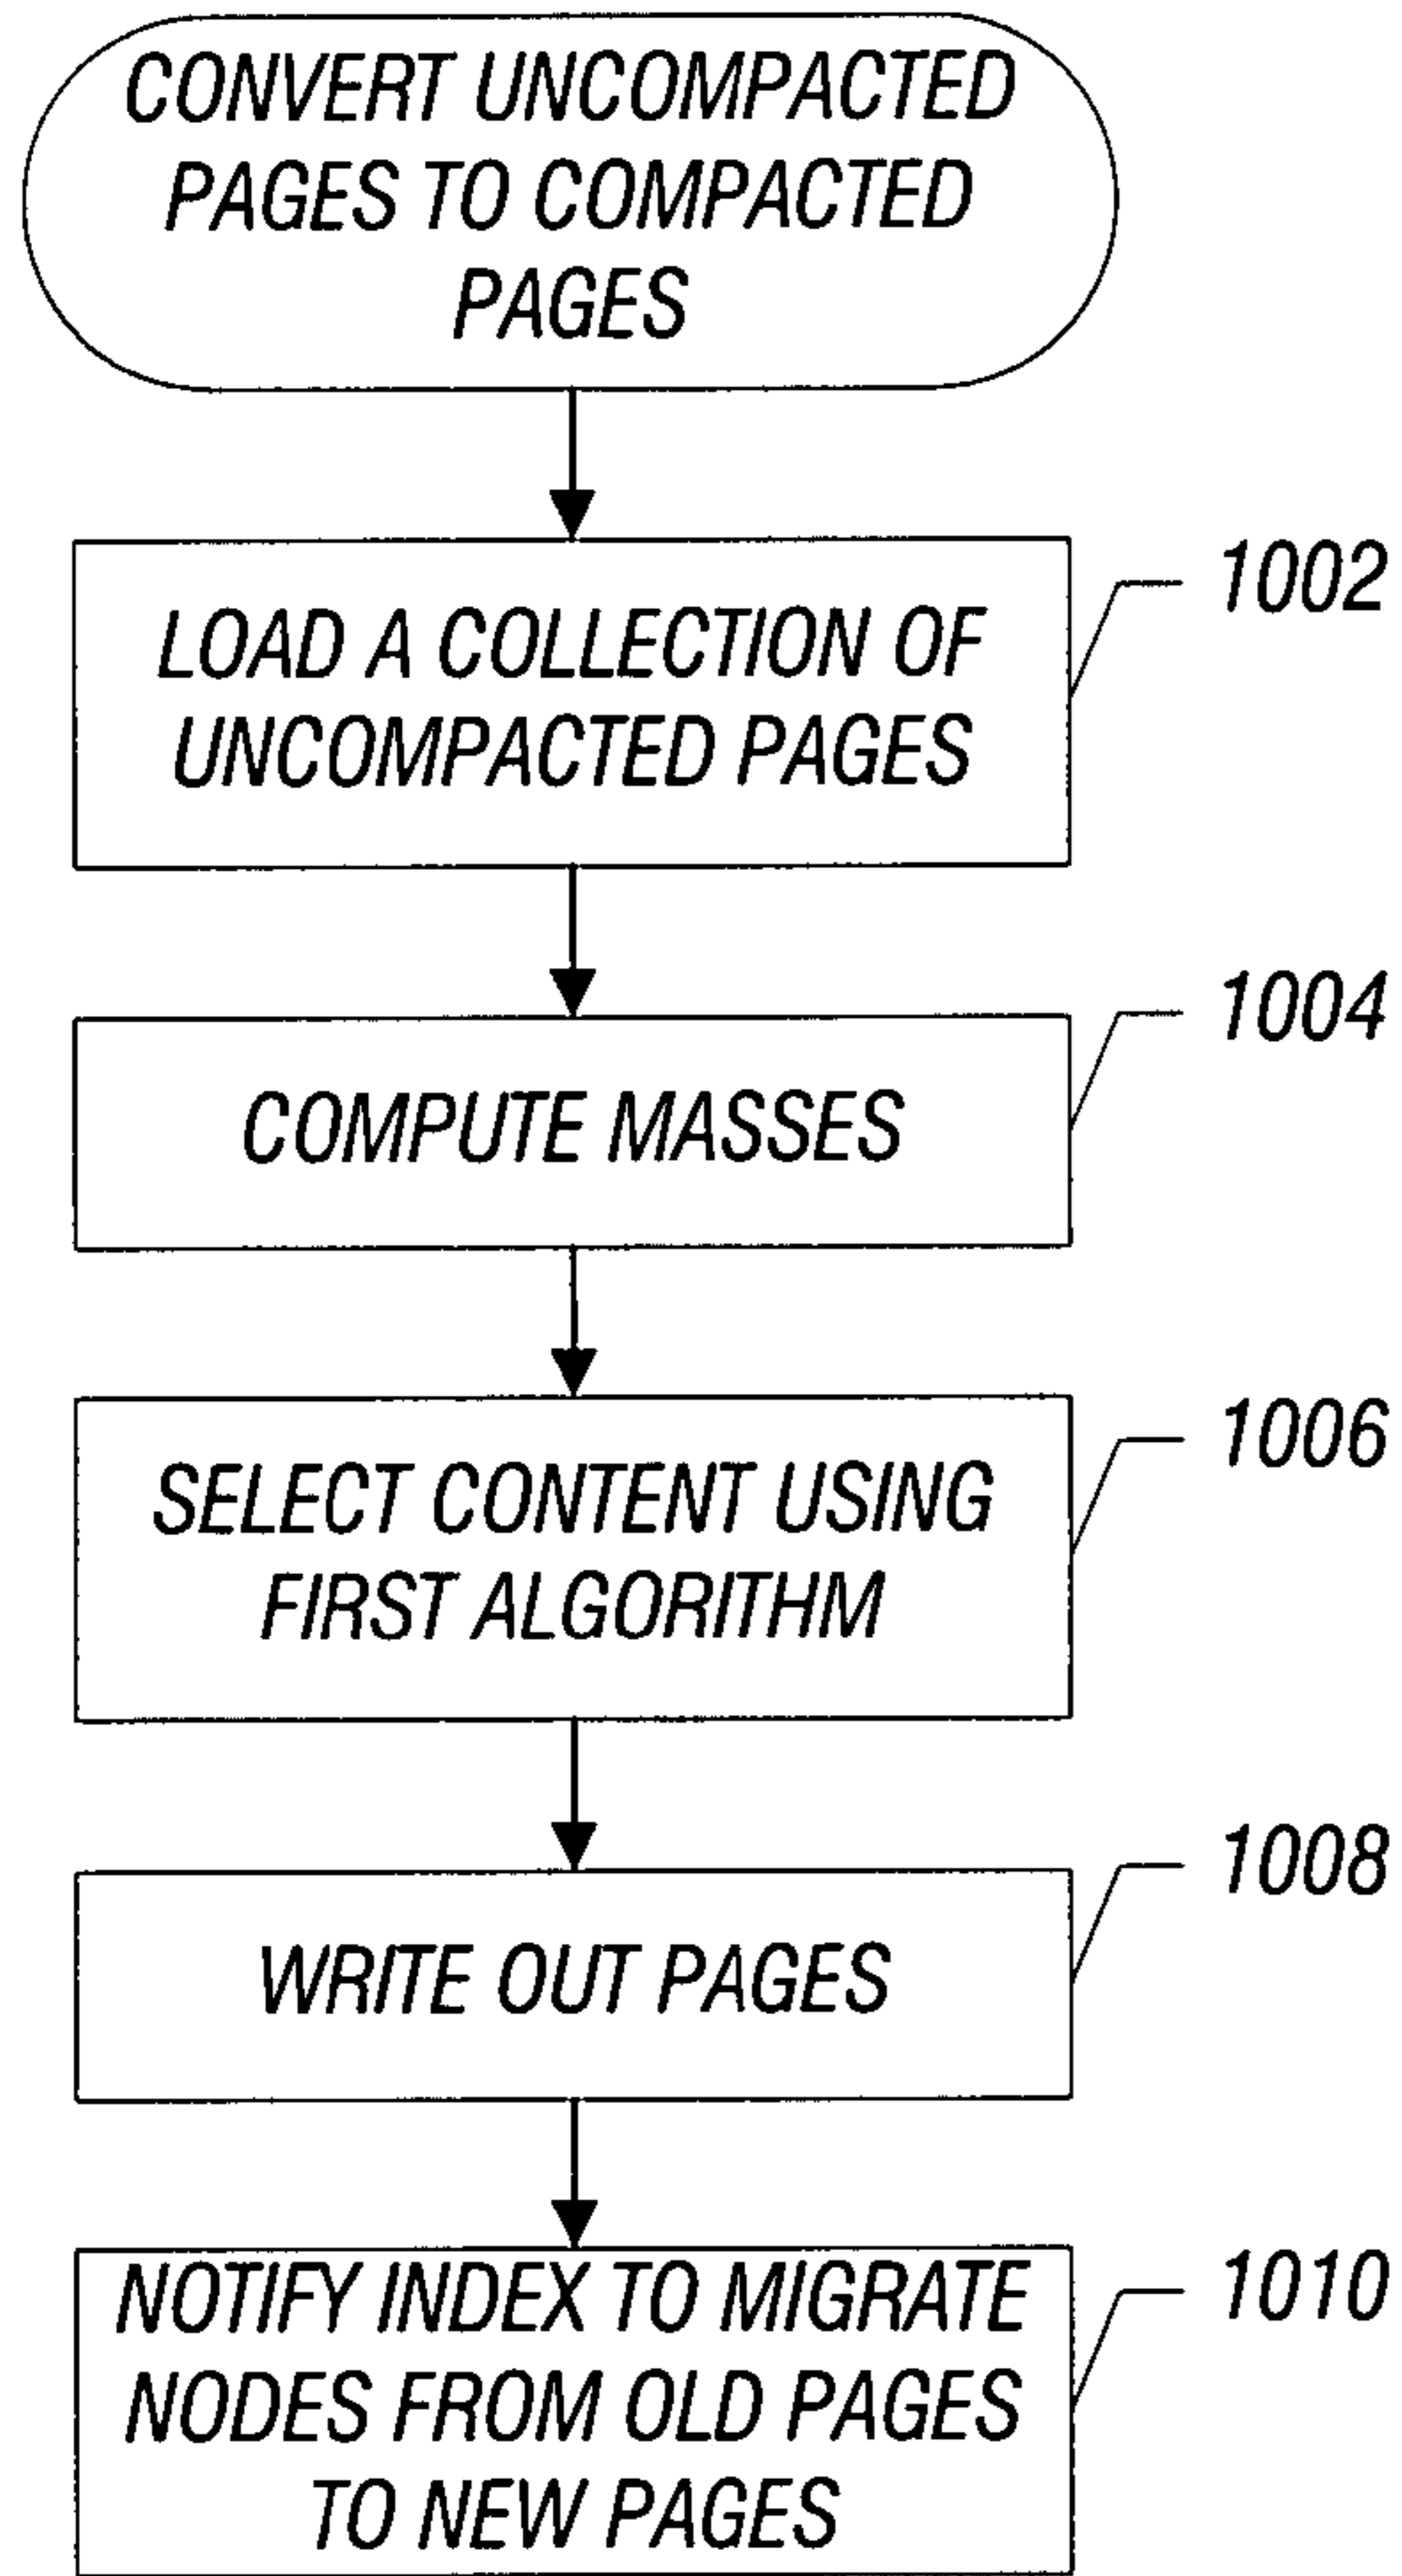 CONVERT UNCOMPACTED
PAGES TO COMPACTED
PAGES
1002
LOAD A COLLECTION OF
UNCOMPACTED PAGES
1004
COMPUTE MASSES
1006
SELECT CONTENT USING
FIRST ALGORITHM
1008
WRITE OUT PAGES
1010
NOTIFY INDEX TO MIGRATE
NODES FROM OLD PAGES
TO NEW PAGES